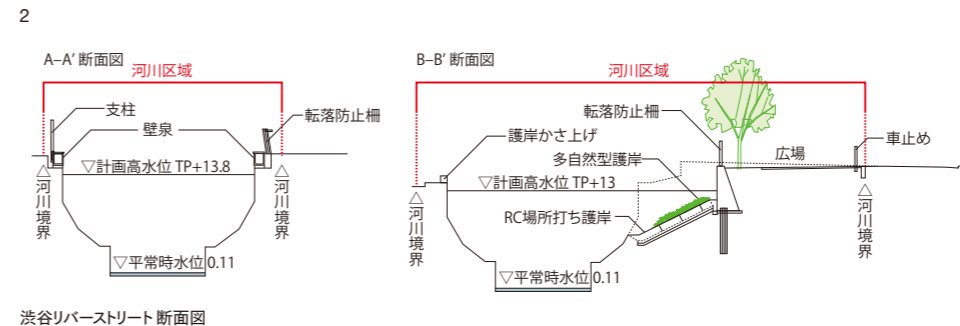 2
A–A′ 断面図
河川区域
支柱
壁泉
転落防止柵
▽計画高水位 TP+13.8
△河川境界
△河川境界
▽平常時水位 0.11
B–B′ 断面図
河川区域
転落防止柵
護岸かさ上げ
車止め
多自然型護岸
広場
▽計画高水位 TP+13
RC場所打ち護岸
△河川境界
△河川境界
▽平常時水位 0.11
渋谷リバーストリート 断面図